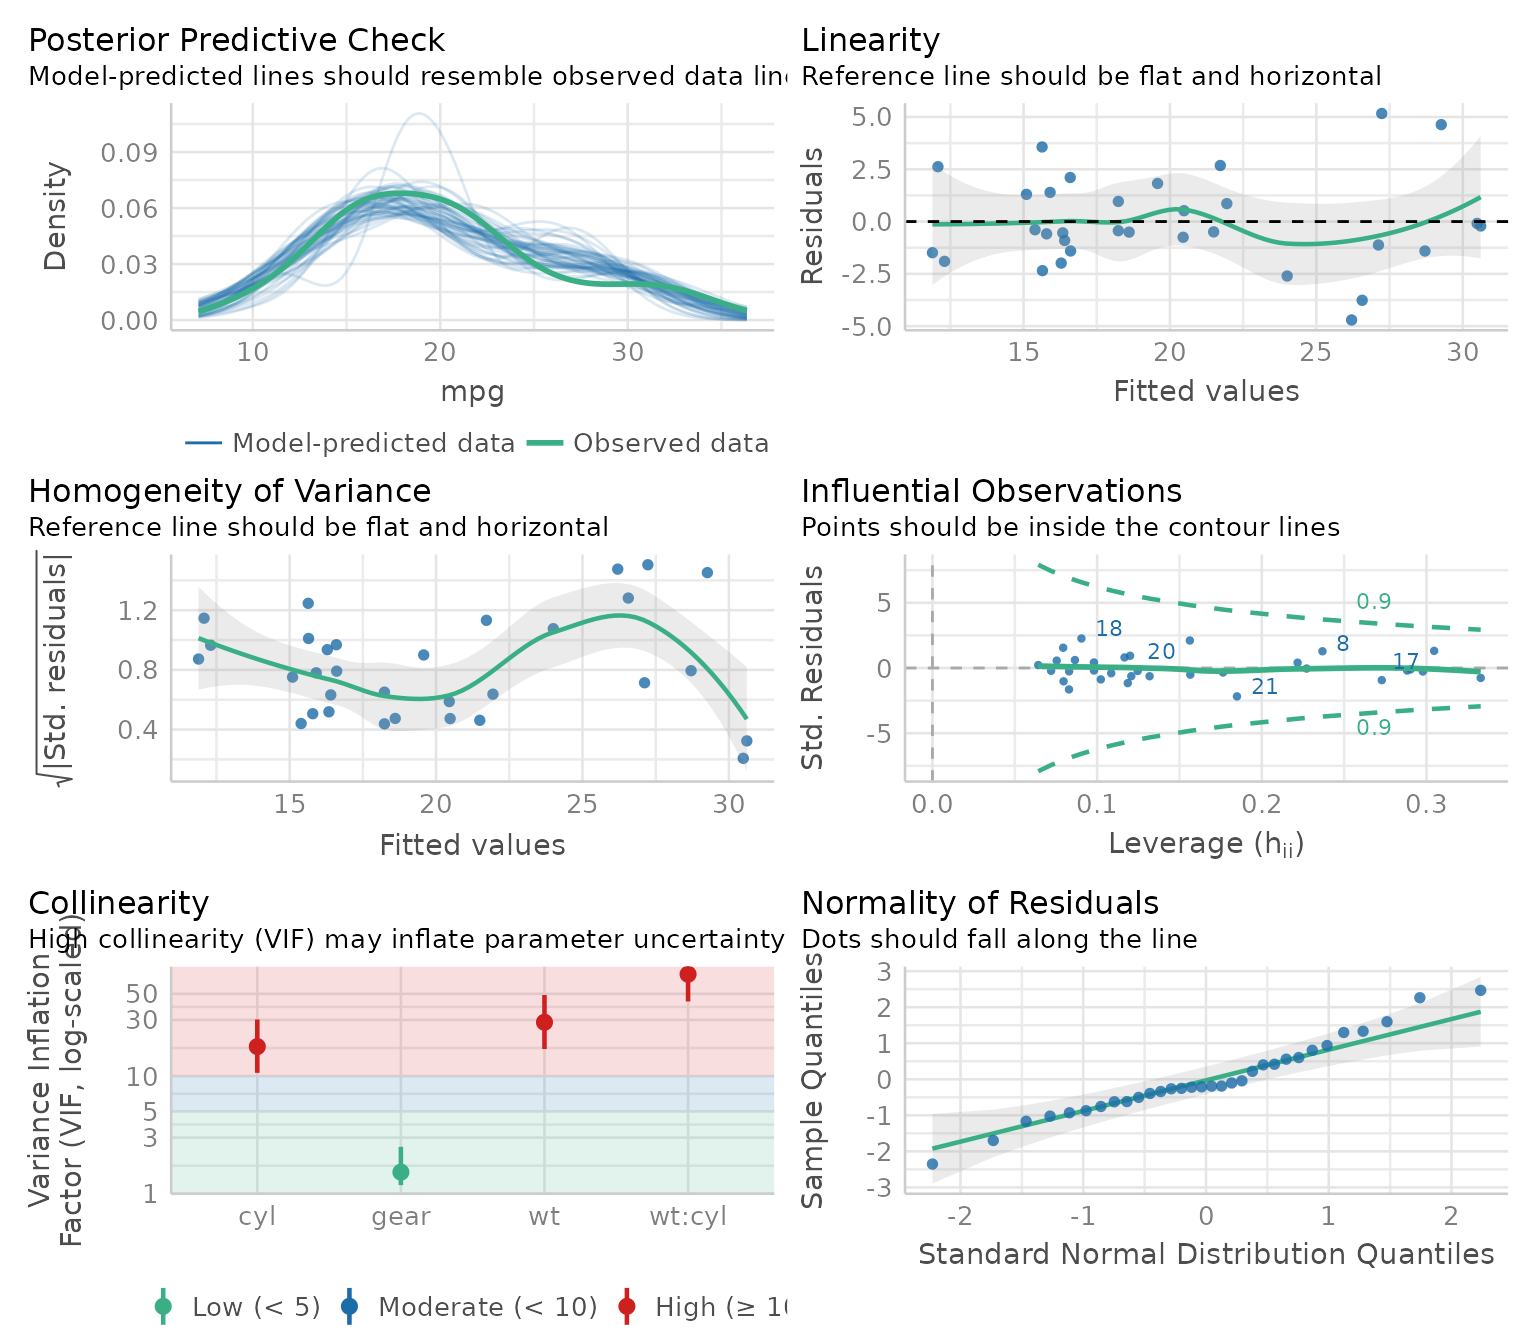 Posterior Predictive Check
Model-predicted lines should resemble observed data
Density
0.09
0.06
0.03
0.00
10
20
30
mpg
Model-predicted data
Observed data
Linearity
Reference line should be flat and horizontal
Residuals
5.0
2.5
0.0
-2.5
-5.0
15
20
25
30
Fitted values
Homogeneity of Variance
Reference line should be flat and horizontal
√|Std. residuals|
1.2
0.8
0.4
15
20
25
30
Fitted values
Influential Observations
Points should be inside the contour lines
Std. Residuals
5
0
-5
0.9
18
20
8
17
21
0.9
0.0
0.1
0.2
0.3
Leverage (hii)
Collinearity
High collinearity (VIF) may inflate parameter uncertainty
Variance Inflation
Factor (VIF, log-scaled)
50
30
10
5
3
1
cyl
gear
wt
wt:cyl
Low (< 5)
Moderate (< 10)
High (≥ 10
Normality of Residuals
Dots should fall along the line
Sample Quantiles
3
2
1
0
-1
-2
-3
-2
-1
0
1
2
Standard Normal Distribution Quantiles